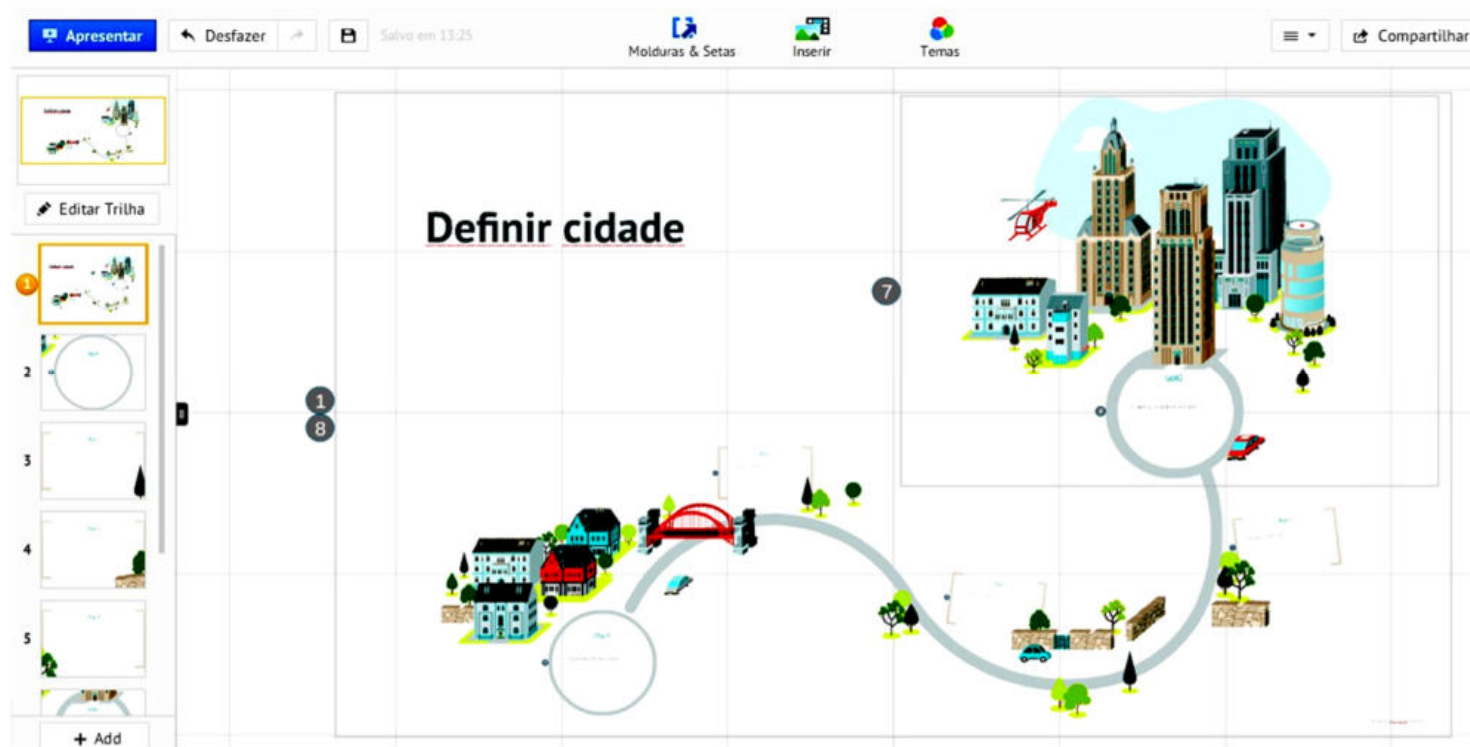 Apresentar
Desfazer
Salvo em 13:25
Molduras & Setas
Inserir
Temas
Compartilhar
Editar Trilha
Definir cidade
1
2
3
4
5
7
1
8
+ Add